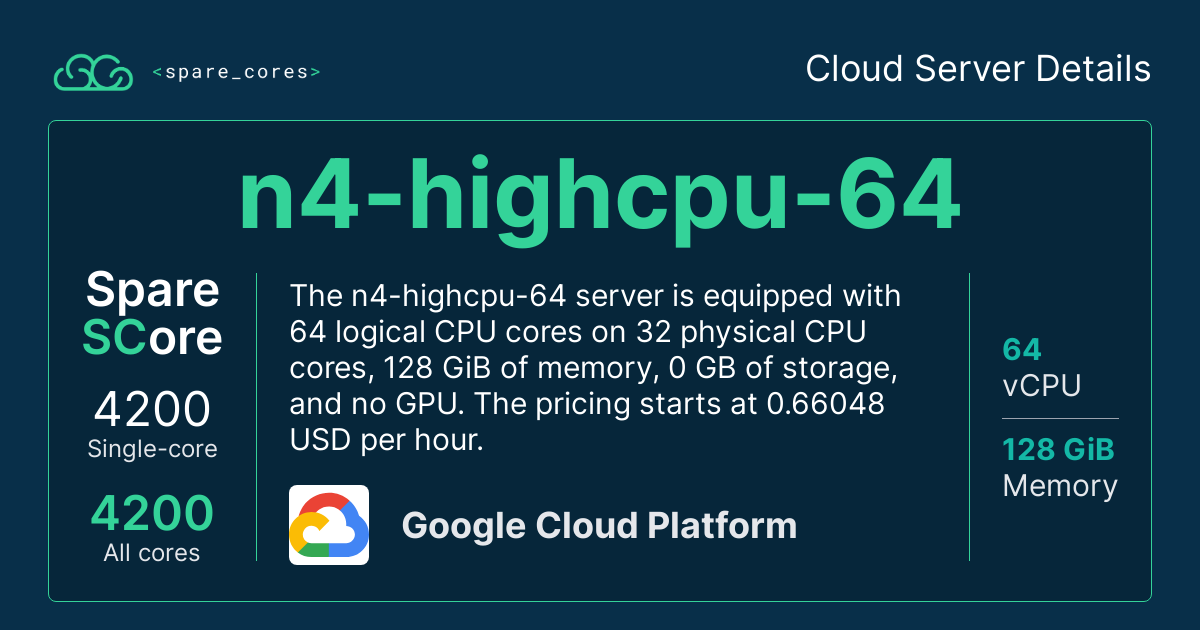 <spare_cores>
Cloud Server Details
n4-highcpu-64
Spare
SCore
4200
Single-core
4200
All cores
The n4-highcpu-64 server is equipped with
64 logical CPU cores on 32 physical CPU
cores, 128 GiB of memory, 0 GB of storage,
and no GPU. The pricing starts at 0.66048
USD per hour.
Google Cloud Platform
64
vCPU
128 GiB
Memory